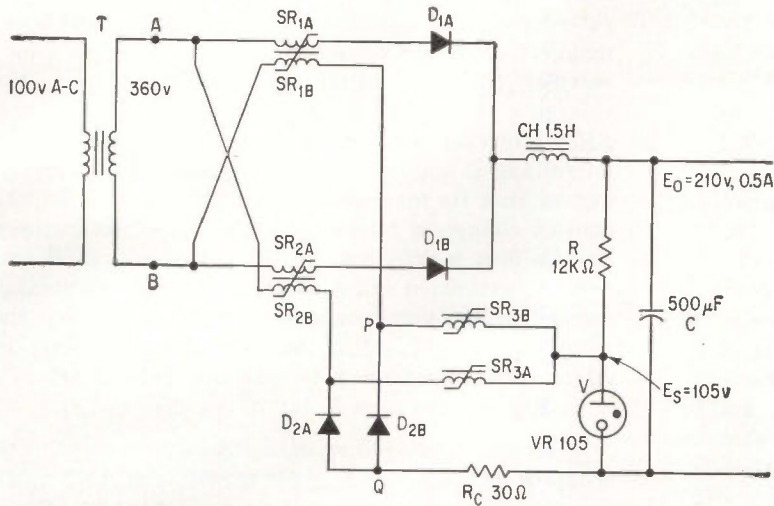 T
A
SR1A
D1A
100v A-C
360v
SR1B
CH 1.5H
E0=210v, 0.5A
SR2A
D1B
R
12KΩ
B
SR2B
P
SR3B
500μF
C
SR3A
V
ES=105v
D2A
D2B
VR 105
Q
RC 30Ω